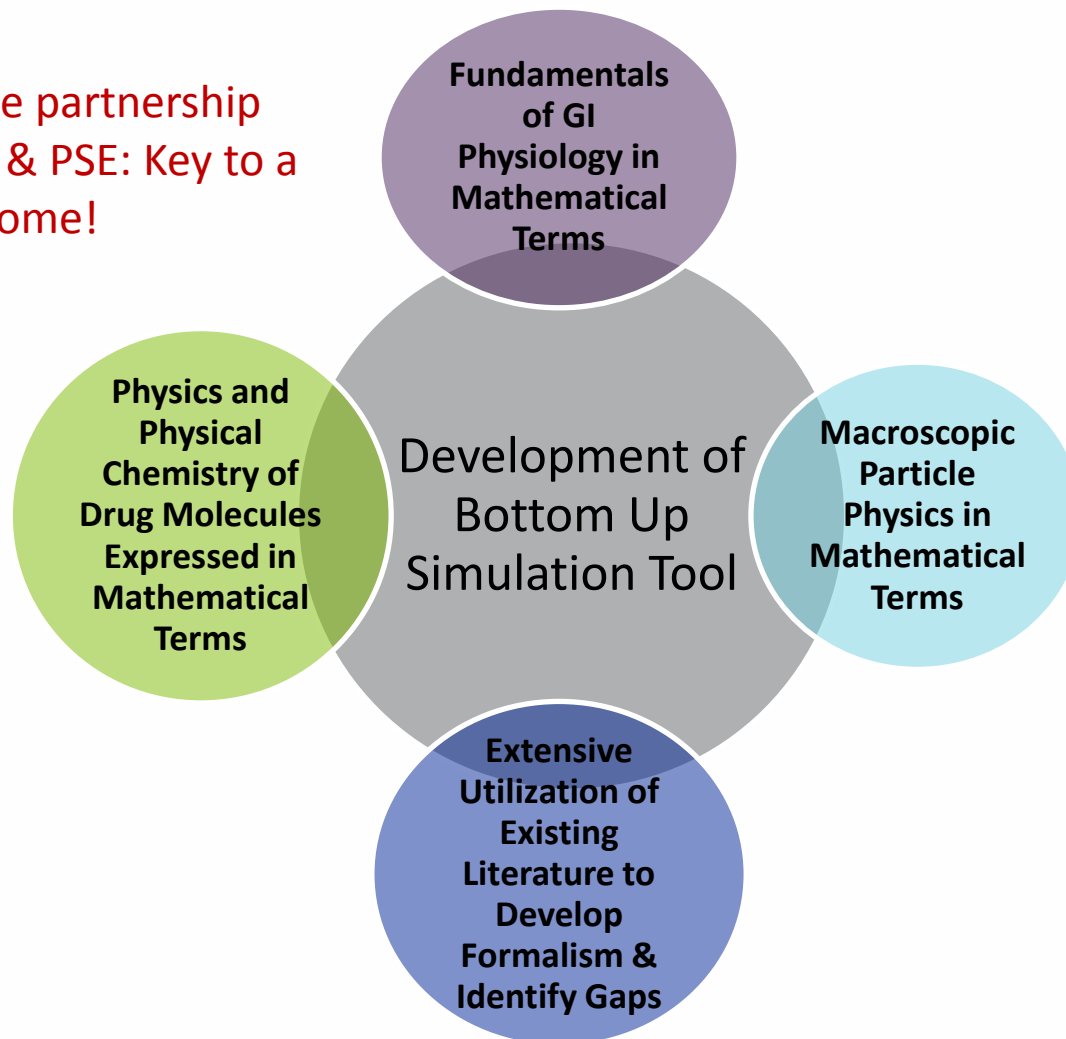 e partnership
& PSE: Key to a
ome!
Fundamentals
of GI
Physiology in
Mathematical
Terms
Physics and
Physical
Chemistry of
Drug Molecules
Expressed in
Mathematical
Terms
Development of
Bottom Up
Simulation Tool
Macroscopic
Particle
Physics in
Mathematical
Terms
Extensive
Utilization of
Existing
Literature to
Develop
Formalism &
Identify Gaps